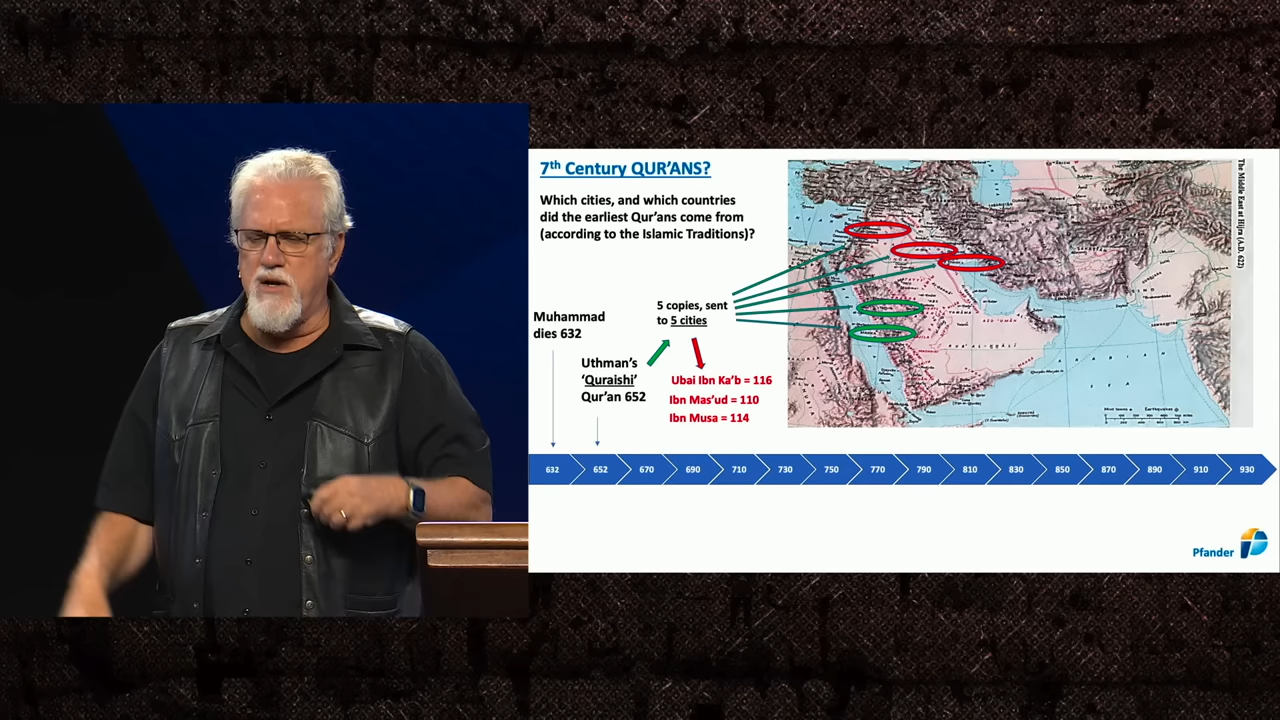 7th Century QUR'ANS?
Which cities, and which countries
did the earliest Qur'ans come from
(according to the Islamic Traditions)?
Muhammad
dies 632
Uthman's
'Quraishi'
Qur'an 652
5 copies, sent
to 5 cities
Ubai Ibn Ka'b = 116
Ibn Mas'ud = 110
Ibn Musa = 114
The Middle East at Hijra (A.D. 622)
632 652 670 690 710 730 750 770 790 810 830 850 870 890 910 930
Pfander